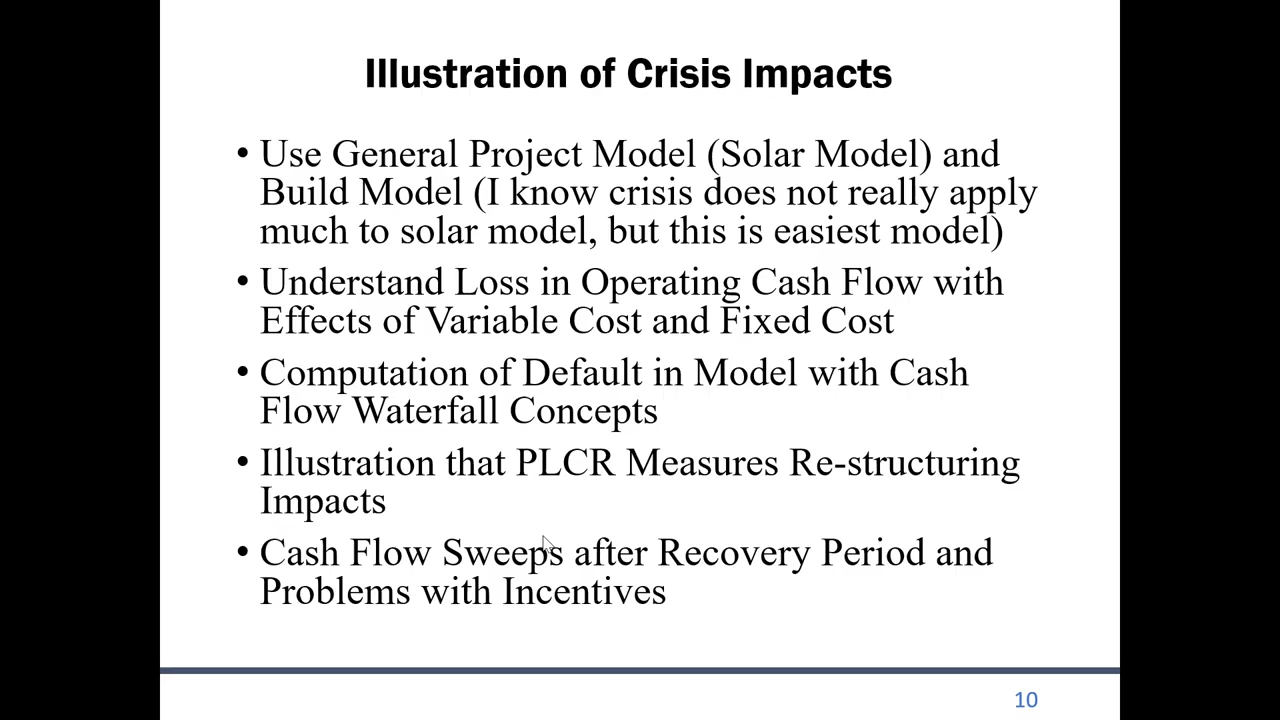 Illustration of Crisis Impacts
• Use General Project Model (Solar Model) and
Build Model (I know crisis does not really apply
much to solar model, but this is easiest model)
• Understand Loss in Operating Cash Flow with
Effects of Variable Cost and Fixed Cost
• Computation of Default in Model with Cash
Flow Waterfall Concepts
• Illustration that PLCR Measures Re-structuring
Impacts
• Cash Flow Sweeps after Recovery Period and
Problems with Incentives
10